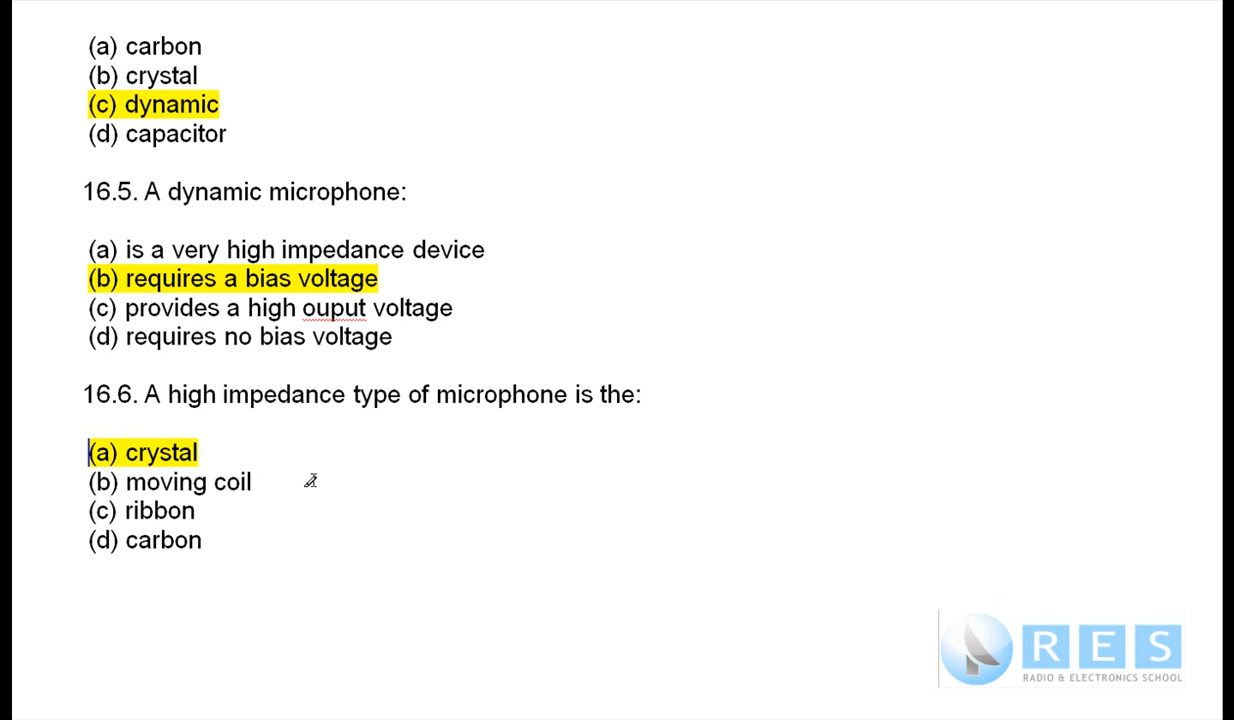 (a) carbon
(b) crystal
(c) dynamic
(d) capacitor
16.5. A dynamic microphone:
(a) is a very high impedance device
(b) requires a bias voltage
(c) provides a high ouput voltage
(d) requires no bias voltage
16.6. A high impedance type of microphone is the:
(a) crystal
(b) moving coil
(c) ribbon
(d) carbon
R E S
RADIO & ELECTRONICS SCHOOL